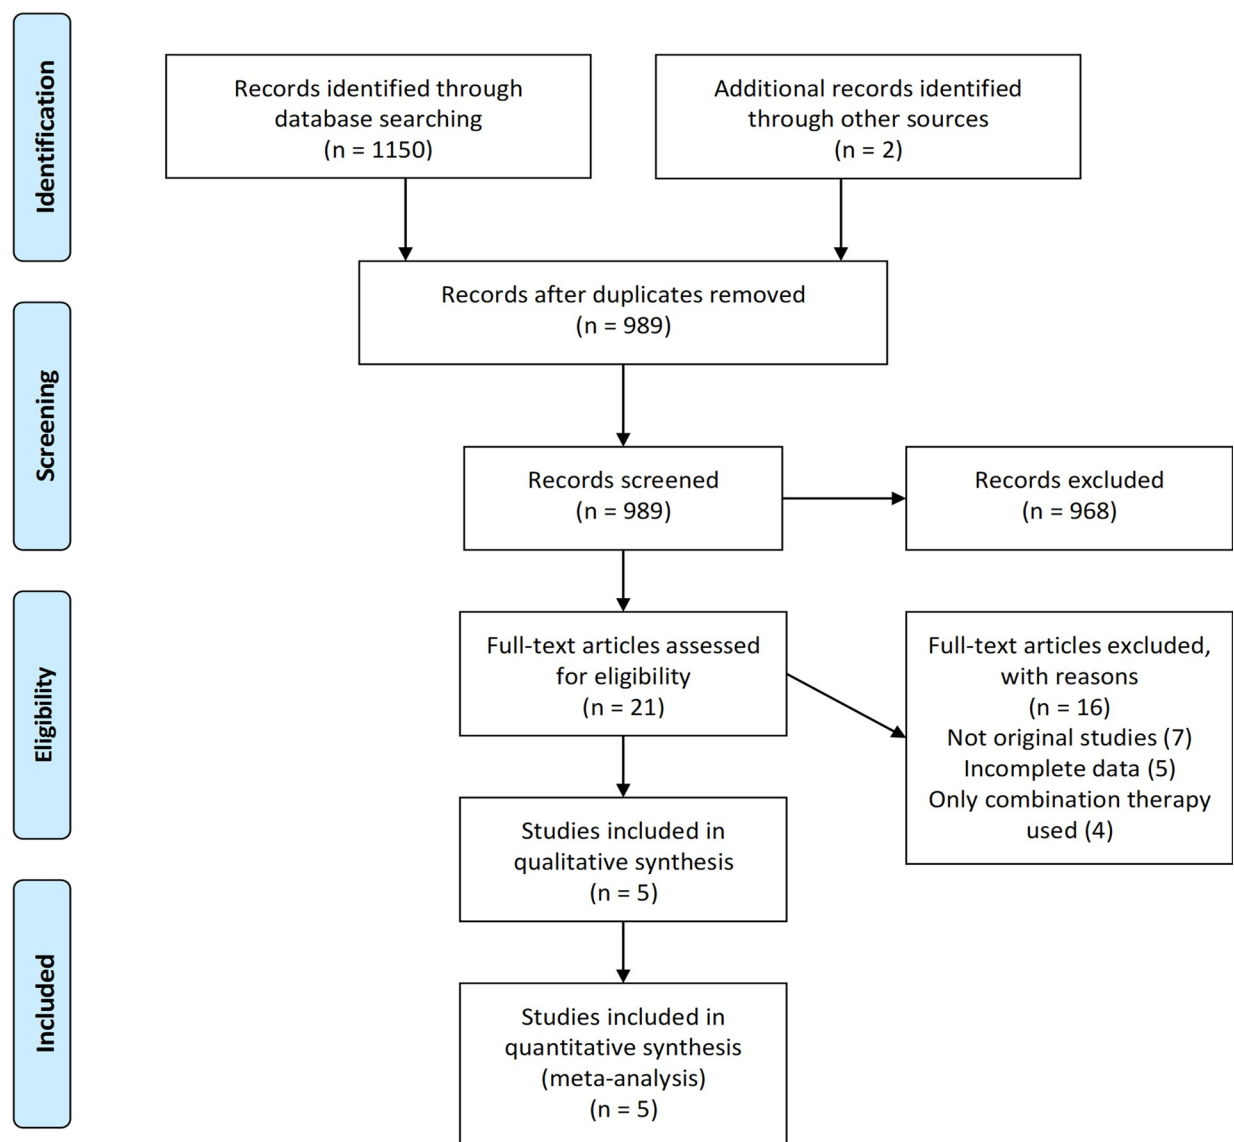 Identification
Records identified through
database searching
(n = 1150)
Additional records identified
through other sources
(n = 2)
Records after duplicates removed
(n = 989)
Screening
Records screened
(n = 989)
Records excluded
(n = 968)
Eligibility
Full-text articles assessed
for eligibility
(n = 21)
Full-text articles excluded,
with reasons
(n = 16)
Not original studies (7)
Incomplete data (5)
Only combination therapy
used (4)
Studies included in
qualitative synthesis
(n = 5)
Included
Studies included in
quantitative synthesis
(meta-analysis)
(n = 5)